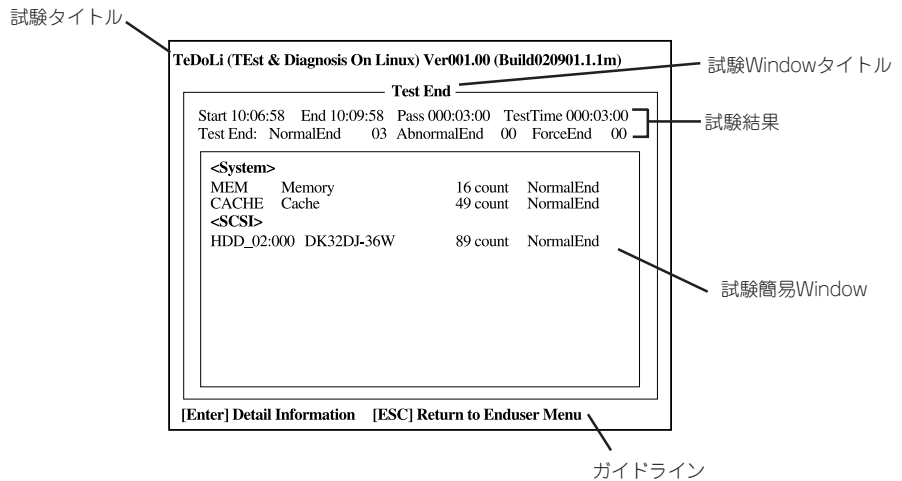 試験タイトル
TeDoLi (TEst & Diagnosis On Linux) Ver001.00 (Build020901.1.1m)
試験Windowタイトル
Test End
Start 10:06:58 End 10:09:58 Pass 000:03:00 TestTime 000:03:00
試験結果
Test End: NormalEnd 03 AbnormalEnd 00 ForceEnd 00
<System>
MEM Memory 16 count NormalEnd
CACHE Cache 49 count NormalEnd
<SCSI>
HDD_02:000 DK32DJ-36W 89 count NormalEnd
試験簡易Window
[Enter] Detail Information [ESC] Return to Enduser Menu
ガイドライン